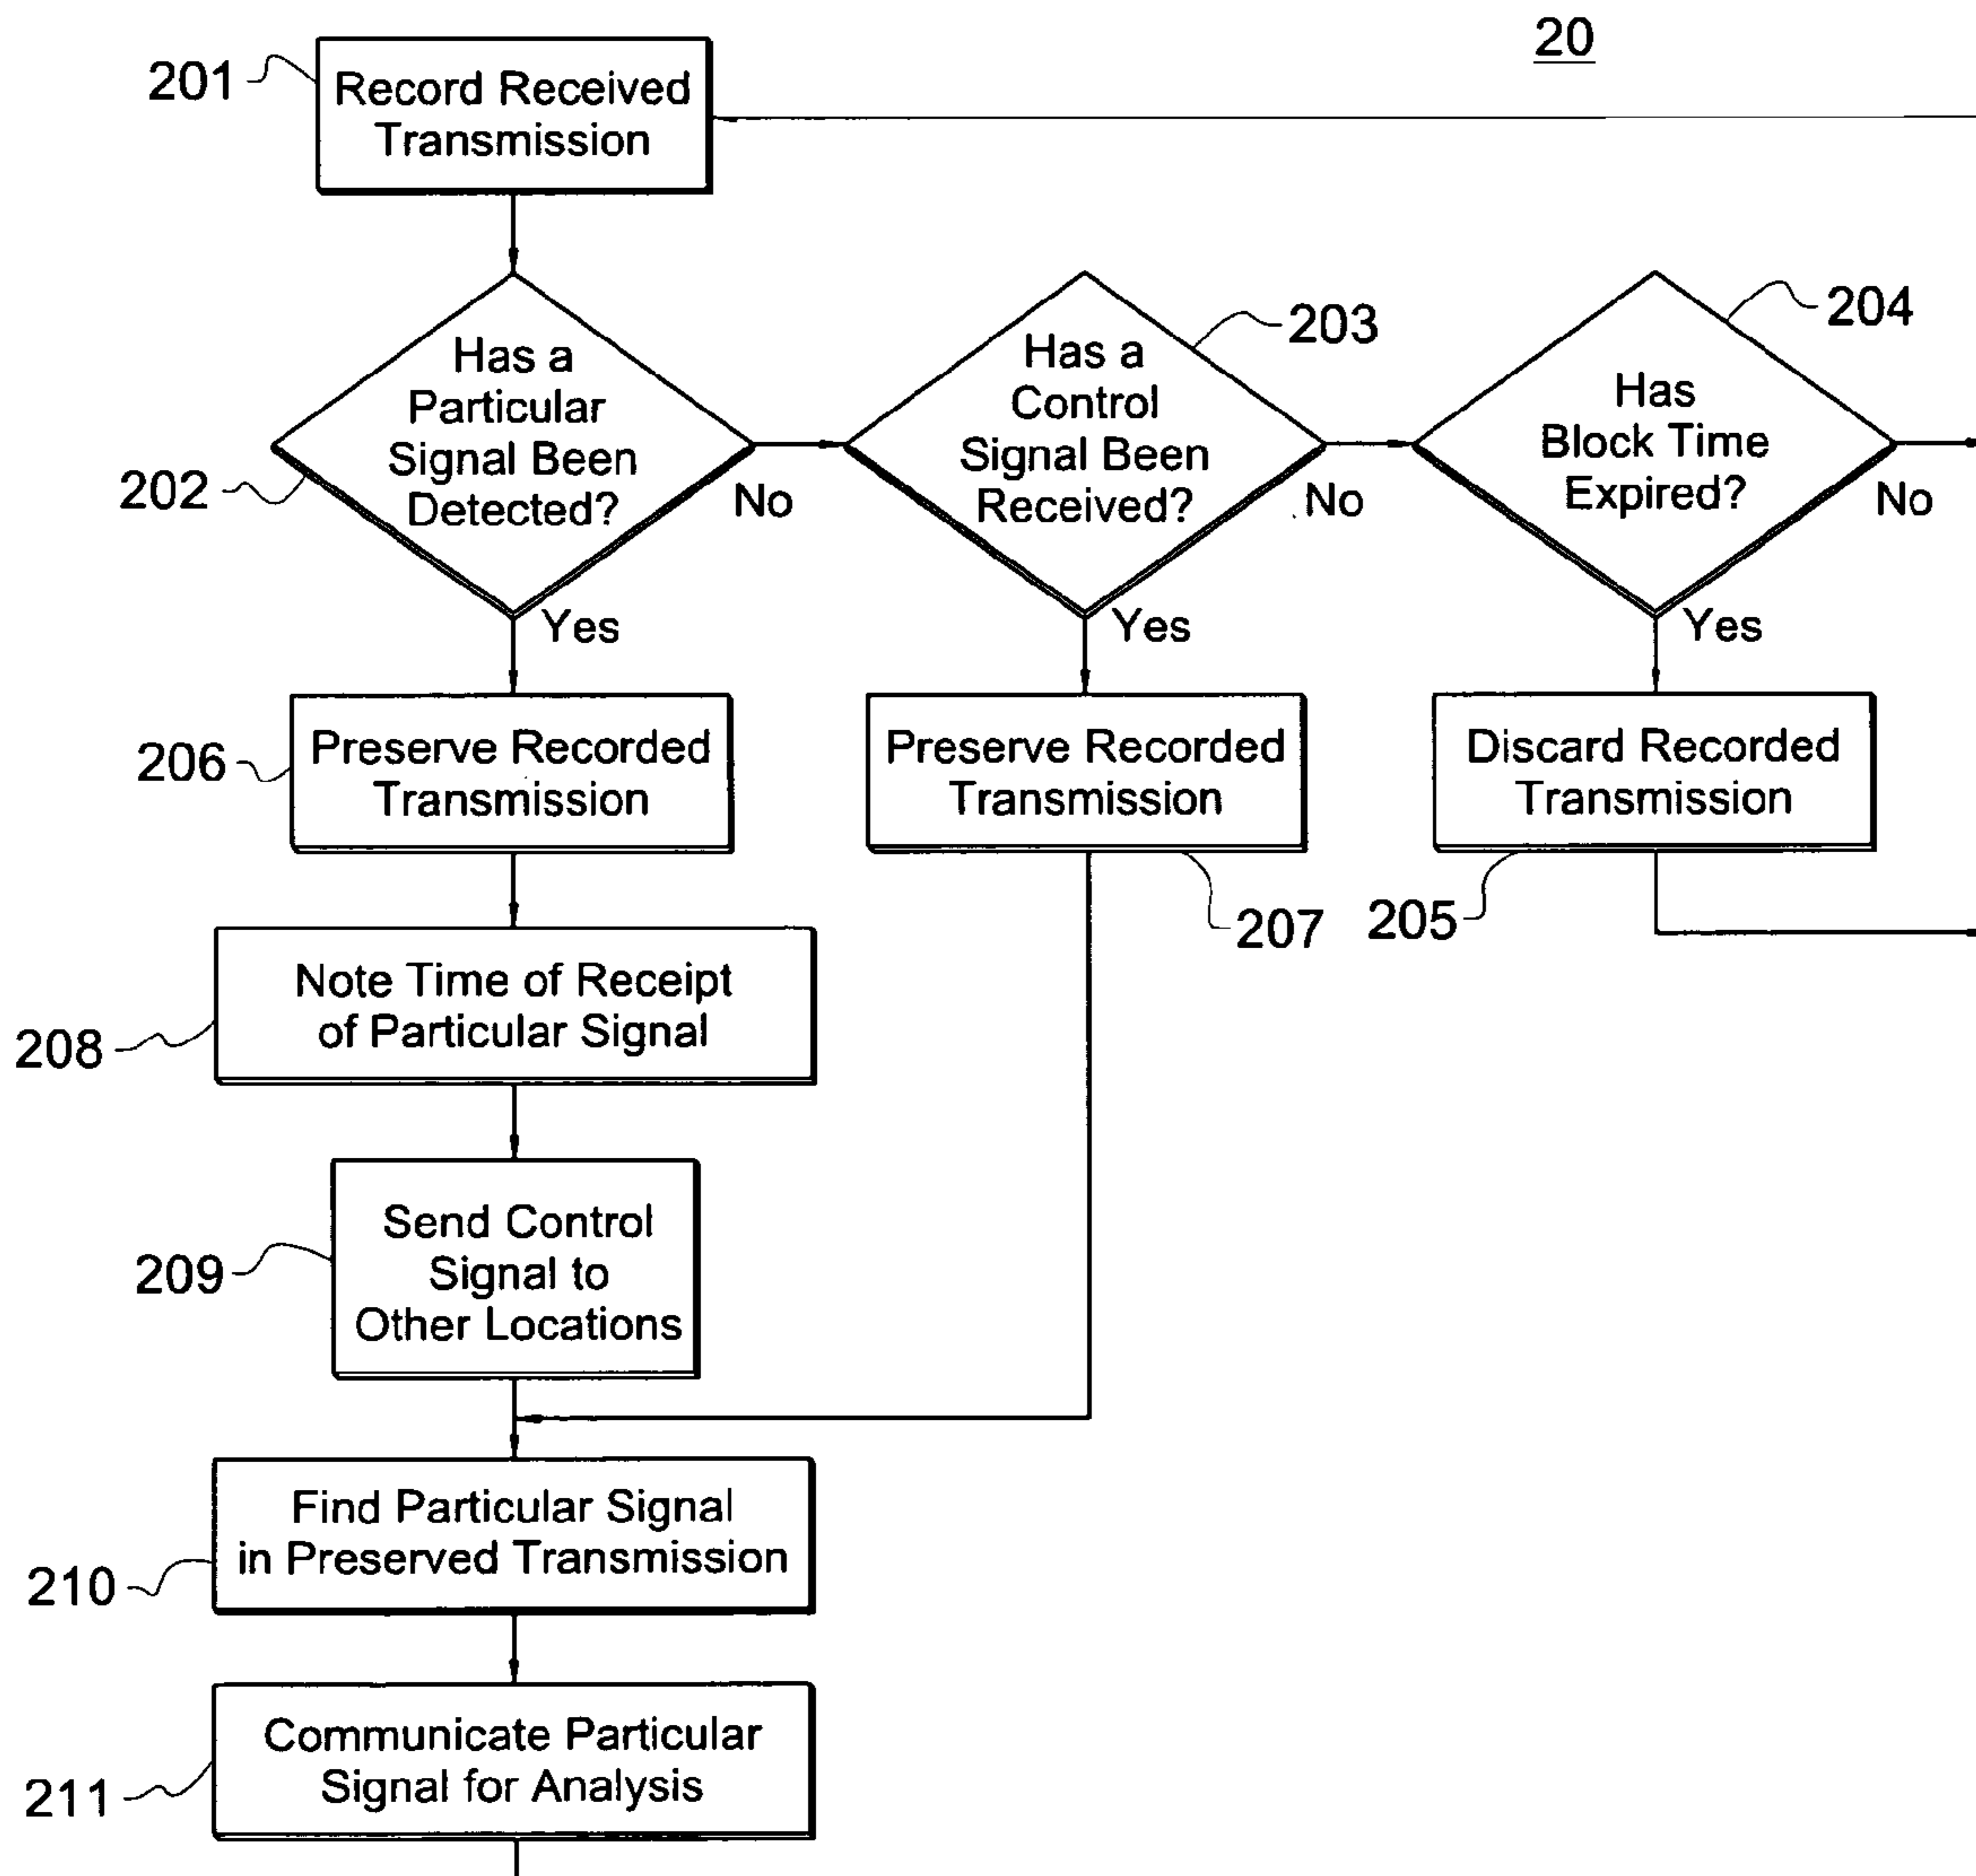 20
201
Record Received
Transmission
202
Has a
Particular
Signal Been
Detected?
No
Yes
203
Has a
Control
Signal Been
Received?
No
Yes
204
Has
Block Time
Expired?
No
Yes
206
Preserve Recorded
Transmission
Preserve Recorded
Transmission
207
Discard Recorded
Transmission
205
208
Note Time of Receipt
of Particular Signal
209
Send Control
Signal to
Other Locations
210
Find Particular Signal
in Preserved Transmission
211
Communicate Particular
Signal for Analysis